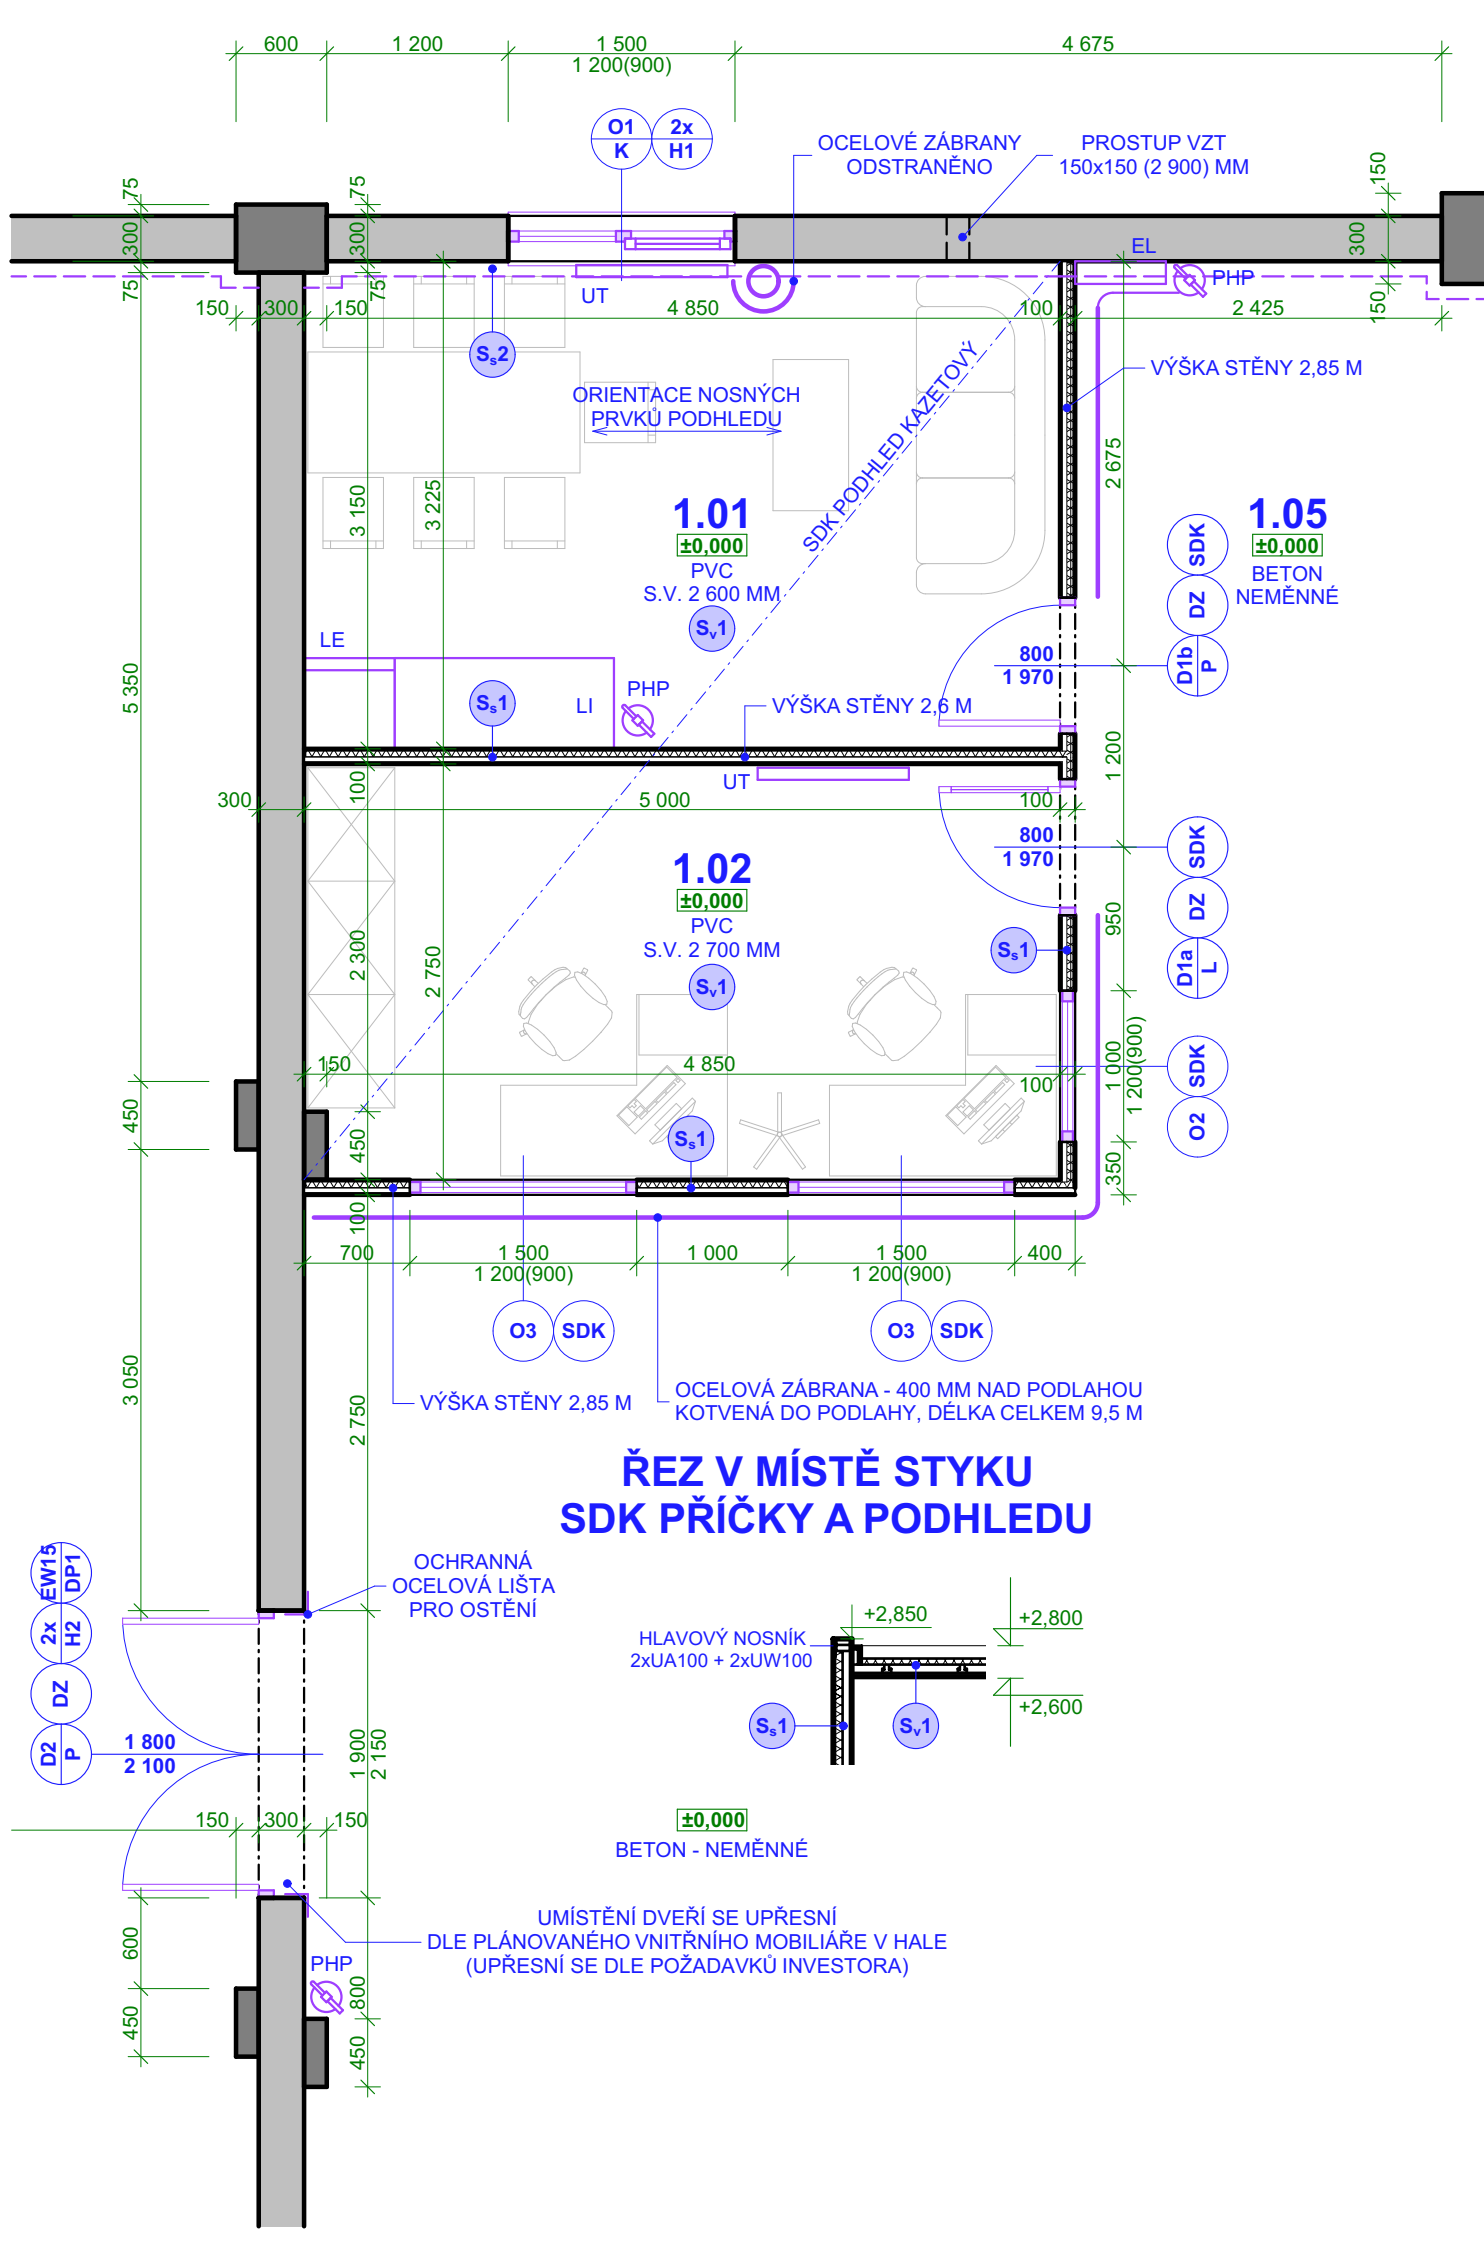 600
1 200
1 500
1 200(900)
4 675
O1
K
2x
H1
OCELOVÉ ZÁBRANY
ODSTRANĚNO
PROSTUP VZT
150x150 (2 900) MM
75
300
75
75
300
75
150
300
150
EL
PHP
UT
150
300
150
4 850
100
2 425
Ss2
VÝŠKA STĚNY 2,85 M
ORIENTACE NOSNÝCH
PRVKŮ PODHLEDU
SDK PODHLED KAZETOVÝ
2 675
3 150
3 225
1.01
±0,000
PVC
S.V. 2 600 MM
Sv1
1.05
±0,000
BETON
NEMĚNNÉ
SDK
DZ
D1b
P
LE
800
1 970
5 350
Ss1
LI
PHP
VÝŠKA STĚNY 2,6 M
1 200
100
UT
300
5 000
100
800
1 970
SDK
DZ
D1a
L
1.02
±0,000
PVC
S.V. 2 700 MM
Sv1
950
2 300
2 750
Ss1
150
4 850
100
1 000
1 200(900)
SDK
O2
450
450
Ss1
350
100
700
1 500
1 200(900)
1 000
1 500
1 200(900)
400
O3
SDK
O3
SDK
3 050
2 750
VÝŠKA STĚNY 2,85 M
OCELOVÁ ZÁBRANA - 400 MM NAD PODLAHOU
KOTVENÁ DO PODLAHY, DÉLKA CELKEM 9,5 M
ŘEZ V MÍSTĚ STYKU
SDK PŘÍČKY A PODHLEDU
EW15
DP1
2x
H2
DZ
D2
P
OCHRANNÁ
OCELOVÁ LIŠTA
PRO OSTĚNÍ
+2,850
+2,800
HLAVOVÝ NOSNÍK
2xUA100 + 2xUW100
+2,600
Ss1
Sv1
1 800
2 100
1 900
2 150
150
300
150
±0,000
BETON - NEMĚNNÉ
UMÍSTĚNÍ DVEŘÍ SE UPŘESNÍ
DLE PLÁNOVANÉHO VNITŘNÍHO MOBILIÁŘE V HALE
(UPŘESNÍ SE DLE POŽADAVKŮ INVESTORA)
600
PHP
800
450
450